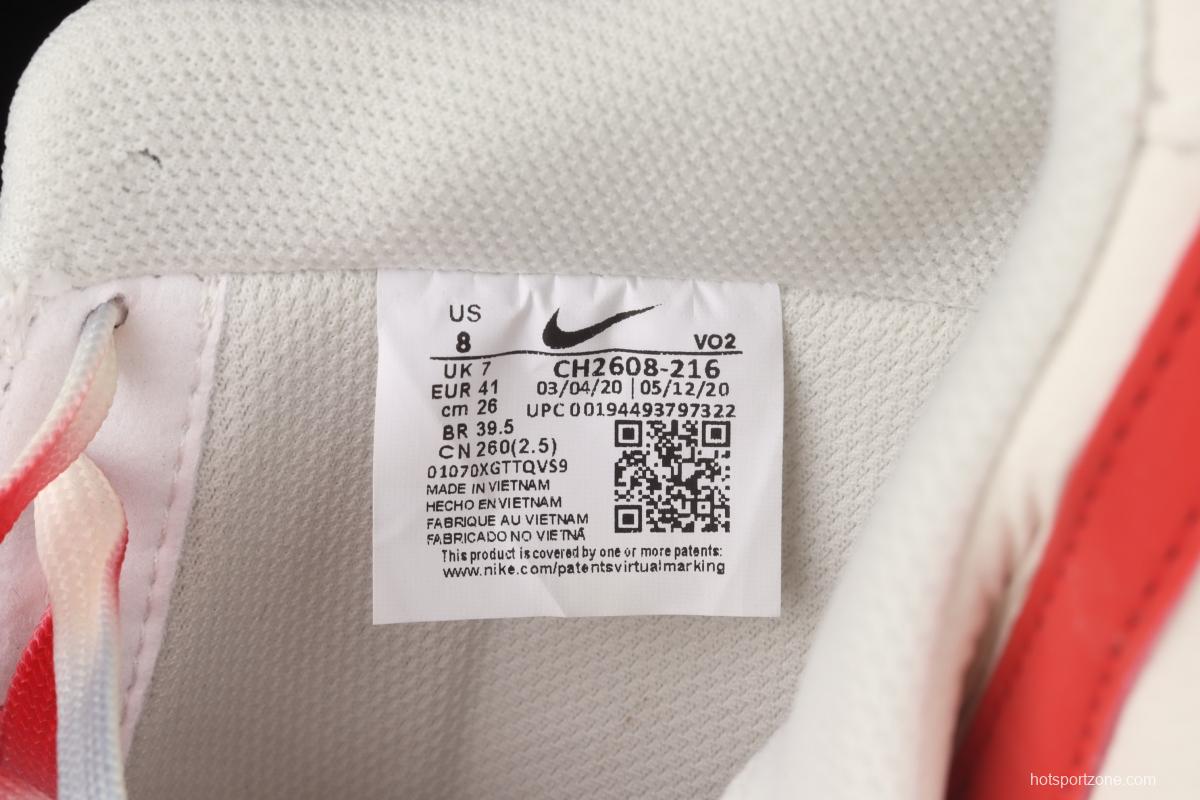 US
8
VO2
UK 7
CH2608-216
EUR 41
03/04/20 | 05/12/20
cm 26
UPC 00194493797322
BR 39.5
CN 260(2.5)
01070XGTTQVS9
MADE IN VIETNAM
HECHO EN VIETNAM
FABRIQUE AU VIETNAM
FABRICADO NO VIETNÃ
This product is covered by one or more patents:
www.nike.com/patentsvirtualmarking
hotsportzone.com